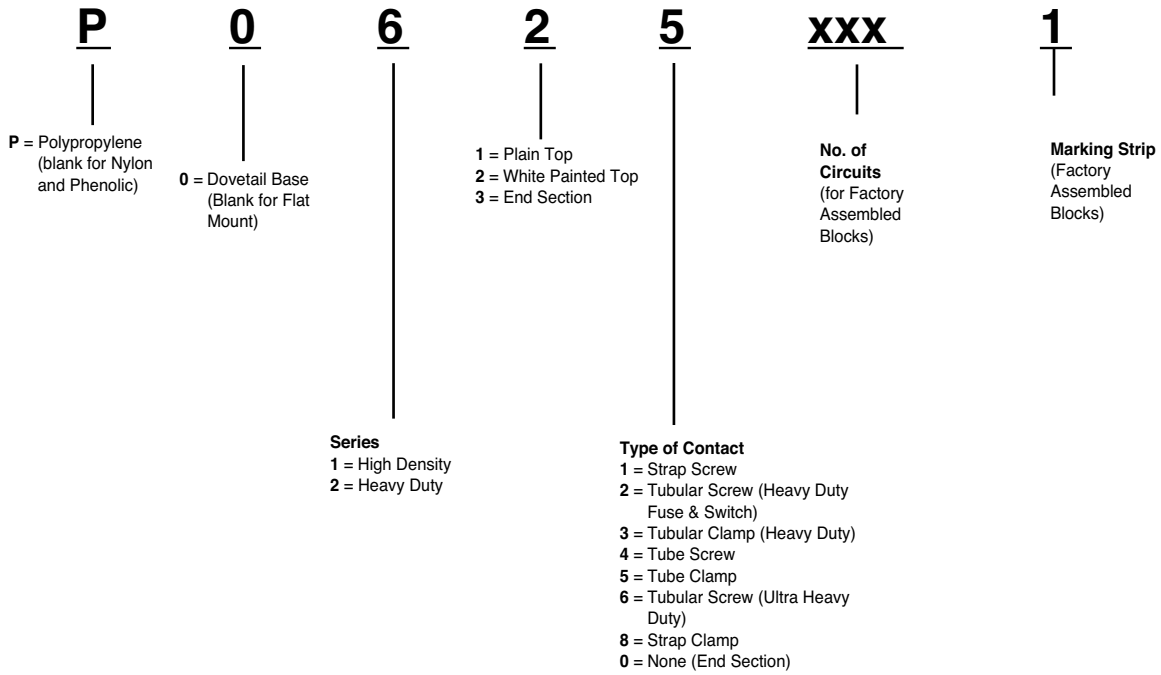 P 0 6 2 5 xxx 1
P = Polypropylene
(blank for Nylon
and Phenolic)
0 = Dovetail Base
(Blank for Flat
Mount)
1 = Plain Top
2 = White Painted Top
3 = End Section
No. of
Circuits
(for Factory
Assembled
Blocks)
Marking Strip
(Factory
Assembled
Blocks)
Series
1 = High Density
2 = Heavy Duty
Type of Contact
1 = Strap Screw
2 = Tubular Screw (Heavy Duty
Fuse & Switch)
3 = Tubular Clamp (Heavy Duty)
4 = Tube Screw
5 = Tube Clamp
6 = Tubular Screw (Ultra Heavy
Duty)
8 = Strap Clamp
0 = None (End Section)